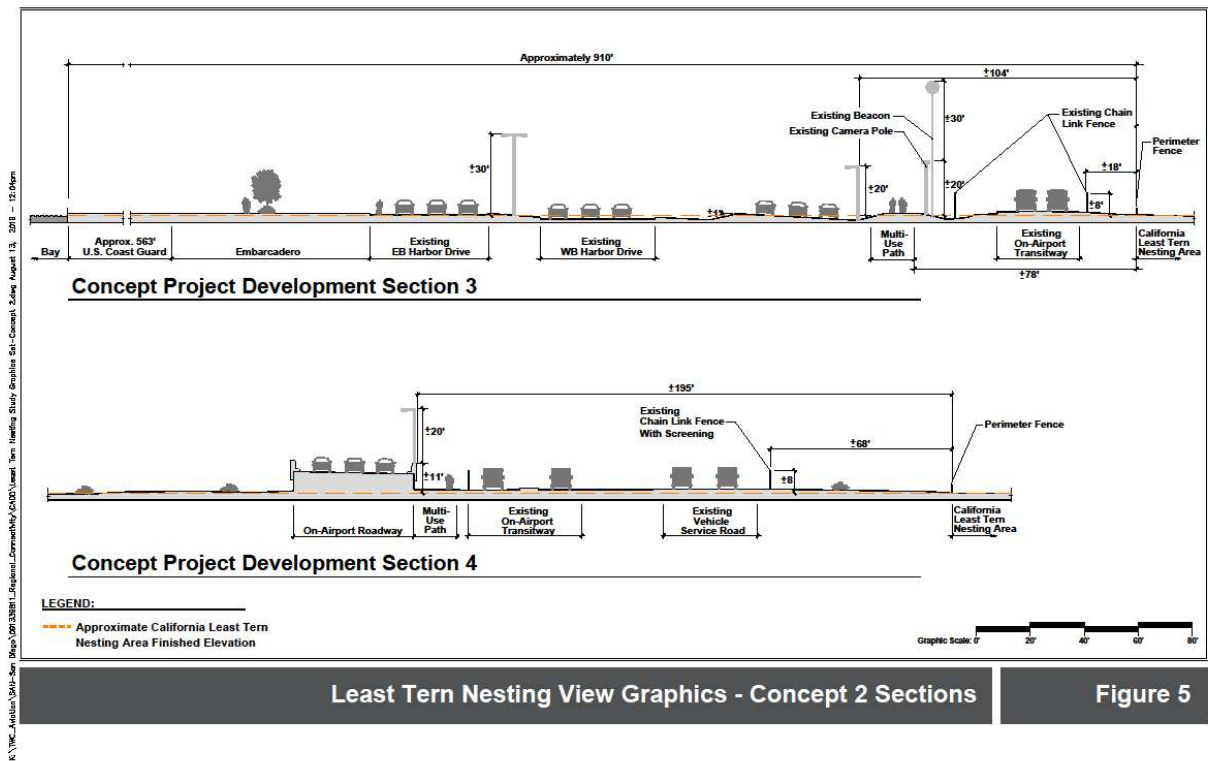 Approximately 910'
±104'
Existing Beacon
Existing Camera Pole
Existing Chain
Link Fence
Perimeter
Fence
±30'
±30'
±18'
±20'
±20'
±8'
±1'
Bay
Approx. 563'
U.S. Coast Guard
Embarcadero
Existing
EB Harbor Drive
Existing
WB Harbor Drive
Multi-
Use
Path
Existing
On-Airport
Transitway
California
Least Tern
Nesting Area
±78'
Concept Project Development Section 3
±195'
Existing
Chain Link Fence
With Screening
Perimeter Fence
±20'
±68'
±11'
±8
On-Airport Roadway
Multi-
Use
Path
Existing
On-Airport
Transitway
Existing
Vehicle
Service Road
California
Least Tern
Nesting Area
Concept Project Development Section 4
LEGEND:
Approximate California Least Tern
Nesting Area Finished Elevation
Graphic Scale: 0' 20' 40' 60' 80'
Least Tern Nesting View Graphics - Concept 2 Sections
Figure 5